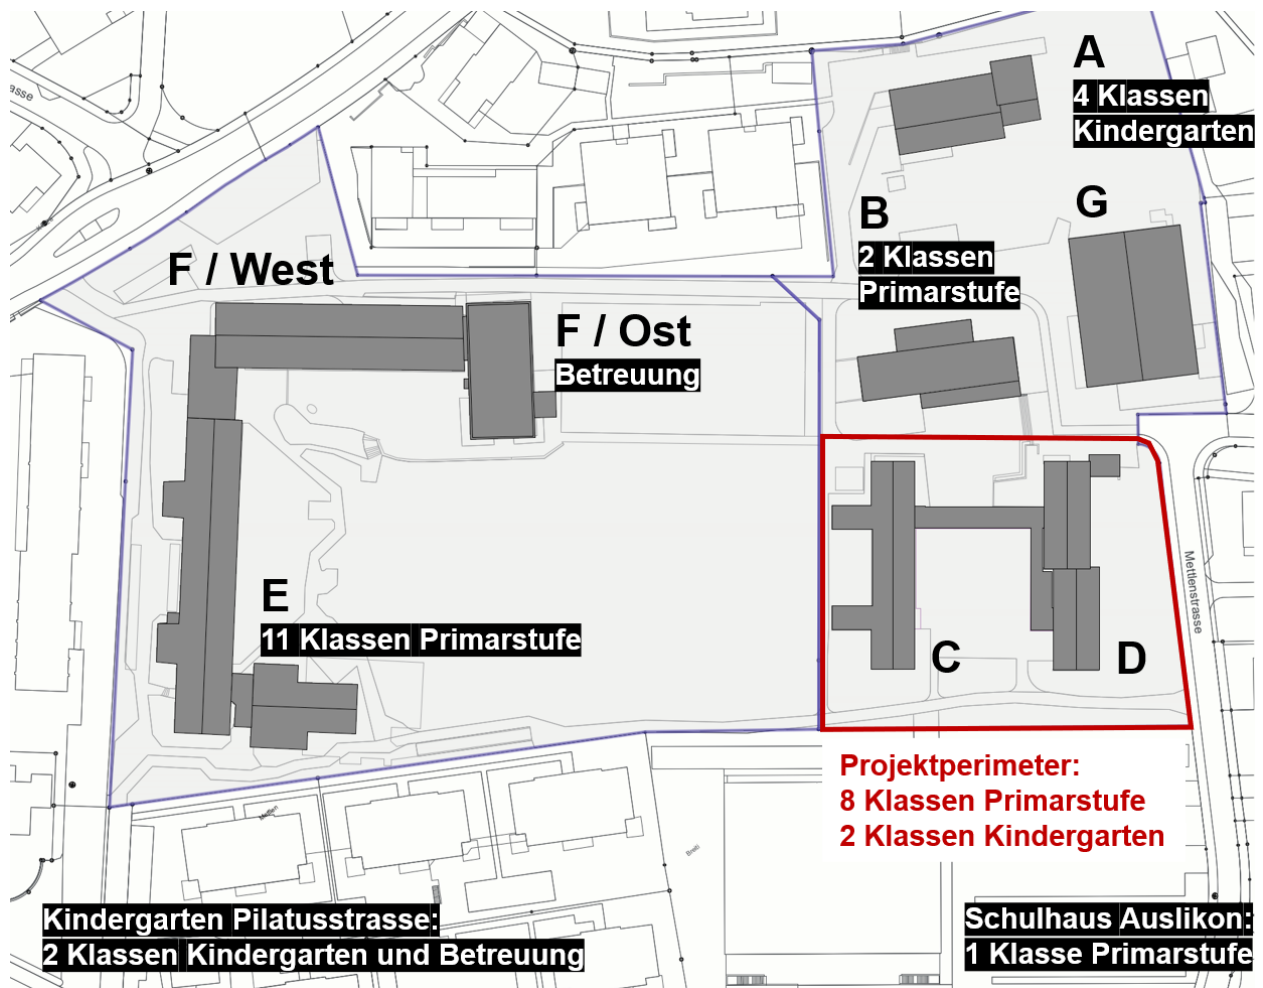 A
4 Klassen
Kindergarten
G
B
2 Klassen
Primarstufe
F / West
F / Ost
Betreuung
E
11 Klassen Primarstufe
C
D
Mettlenstrasse
Projektperimeter:
8 Klassen Primarstufe
2 Klassen Kindergarten
Kindergarten Pilatusstrasse:
2 Klassen Kindergarten und Betreuung
Schulhaus Auslikon:
1 Klasse Primarstufe